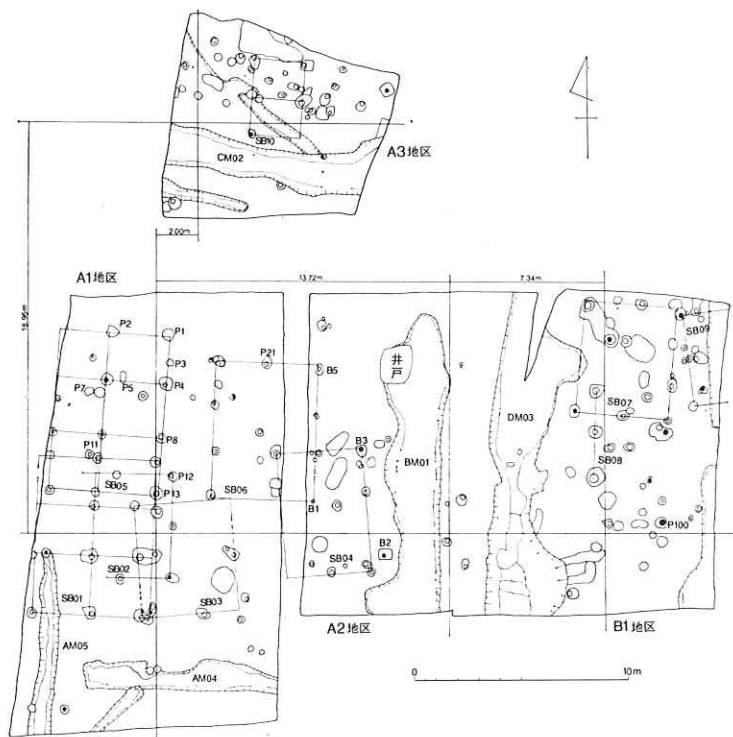 SB10
CM02
A3地区
2.00m
18.95m
A1地区
13.72m
7.34m
P2
P1
P3
P21
P5
P4
P7
B5
井戸
SB09
SB07
DM03
P8
P11
B3
BM01
SB08
P12
SB05
P13
SB06
B1
P100
B2
SB04
SB02
SB01
SB03
A2地区
B1地区
AM05
AM04
0
10m